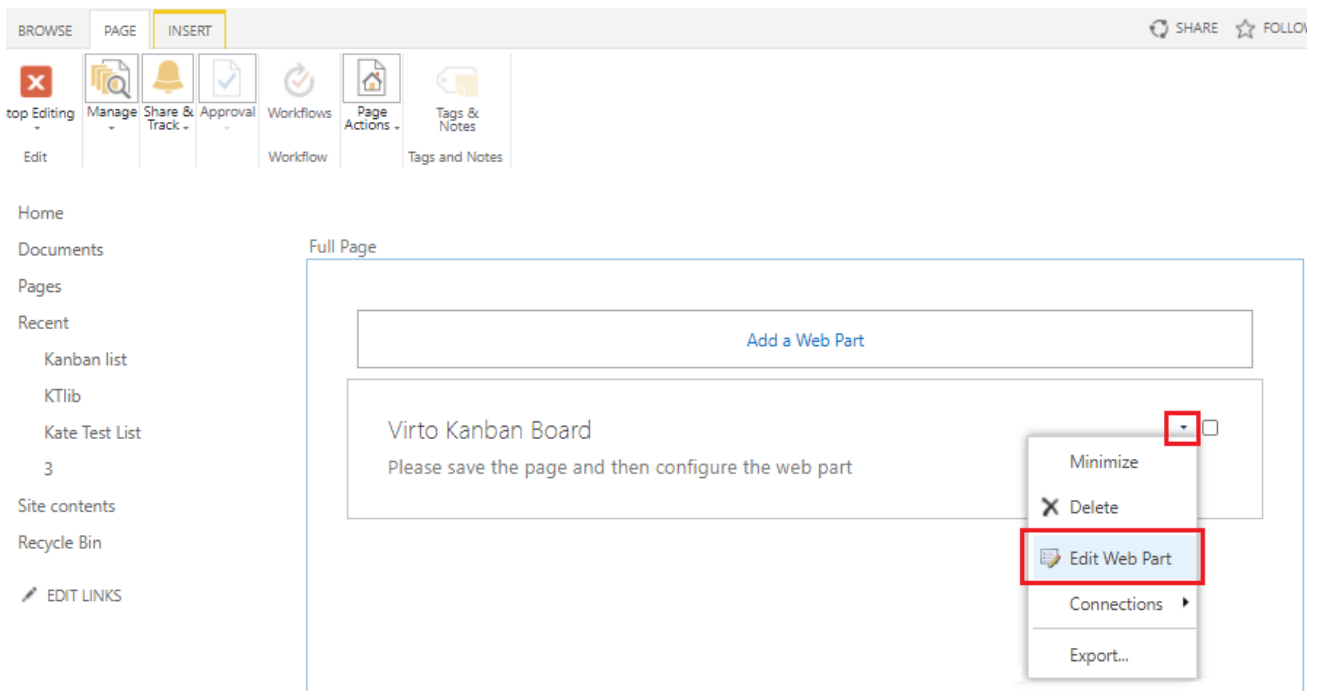 BROWSE PAGE INSERT SHARE FOLLOW
top Editing Manage Share & Approval Workflows Page Tags &
Track Actions Notes
Edit Workflow Tags and Notes
Home
Documents
Full Page
Pages
Recent
Add a Web Part
Kanban list
KTlib
Virto Kanban Board
Kate Test List
Minimize
3
Please save the page and then configure the web part
Site contents
Delete
Recycle Bin
Edit Web Part
EDIT LINKS
Connections
Export...